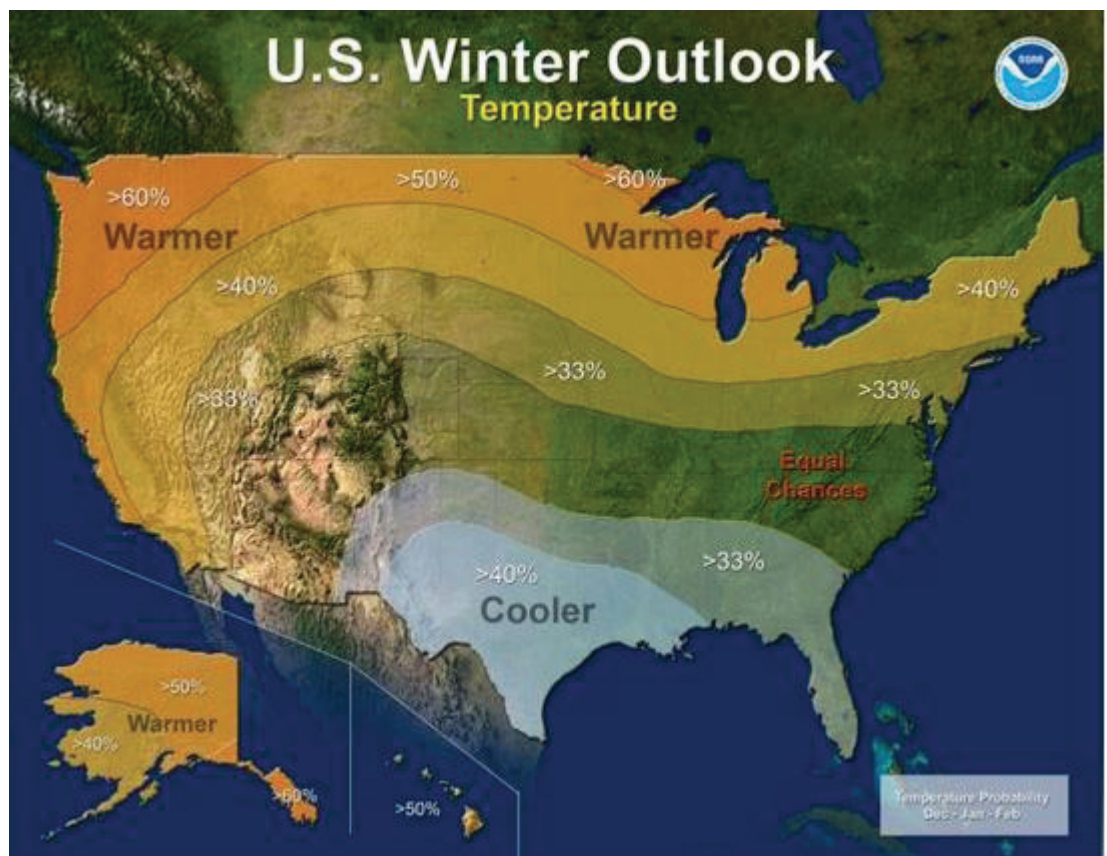 U.S. Winter Outlook
Temperature
NOAA
>60%
>50%
>60%
Warmer
Warmer
>40%
>40%
>33%
>33%
>33%
Equal
Chances
>40%
>33%
Cooler
>50%
Warmer
>40%
>60%
>50%
Temperature Probability
Dec - Jan - Feb